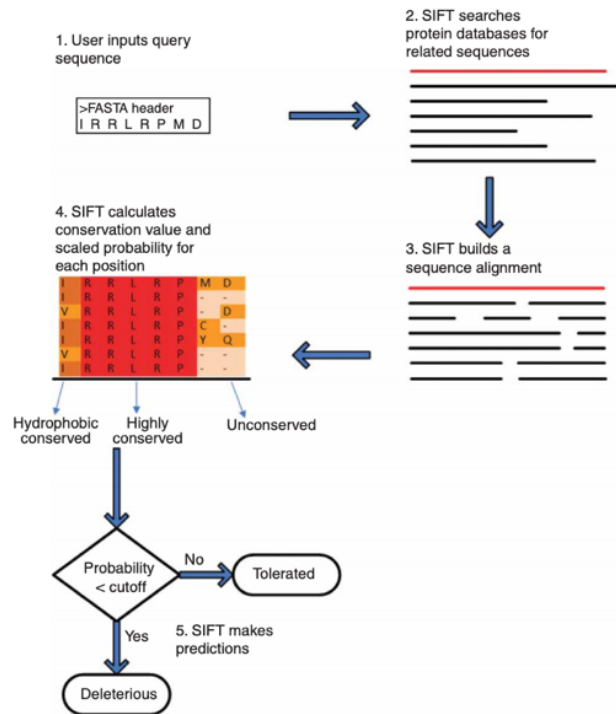 1. User inputs query
sequence
>FASTA header
I R R L R P M D
2. SIFT searches
protein databases for
related sequences
3. SIFT builds a
sequence alignment
4. SIFT calculates
conservation value and
scaled probability for
each position
I R R L R P M D
I R R L R P - -
V R R L R P - D
I R R L R P C -
I R R L R P Y Q
V R R L R P - -
I R R L R P - -
Hydrophobic
conserved
Highly
conserved
Unconserved
Probability
< cutoff
No
Tolerated
Yes
5. SIFT makes
predictions
Deleterious